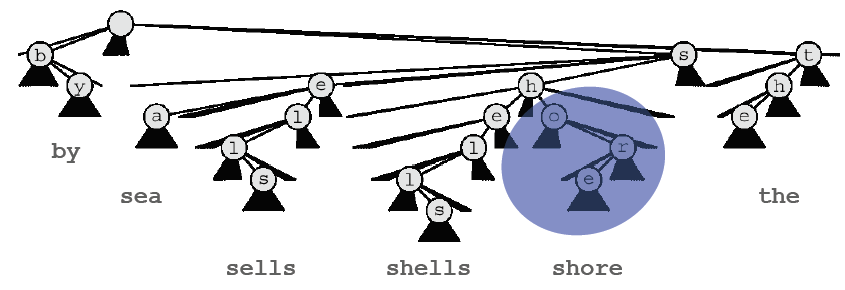 b s t
y e h h
a l e o e
l l r
s l e
s
by
sea the
sells shells shore